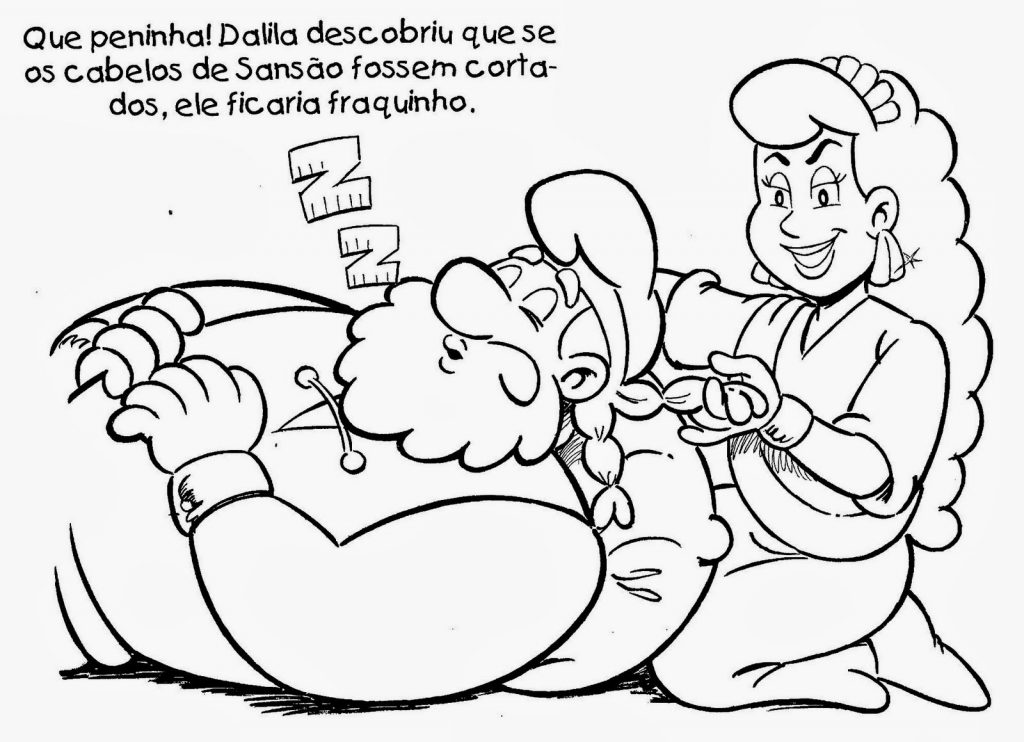 Que peninha! Dalila descobriu que se
os cabelos de Sansão fossem corta-
dos, ele ficaria fraquinho.
Z
Z